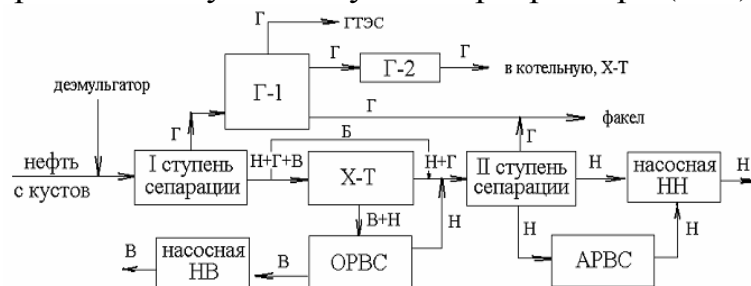 Г
ГТЭС
Г
Г
Г-1
Г-2
в котельную, Х-Т
деэмульгатор
Г
факел
Г
Б
Г
нефть
с кустов
I ступень
сепарации
Н+Г+В
Х-Т
Н+Г
II ступень
сепарации
Н
насосная
НН
Н
В+Н
Н
Н
Н
В
насосная
НВ
В
ОРВС
АРВС